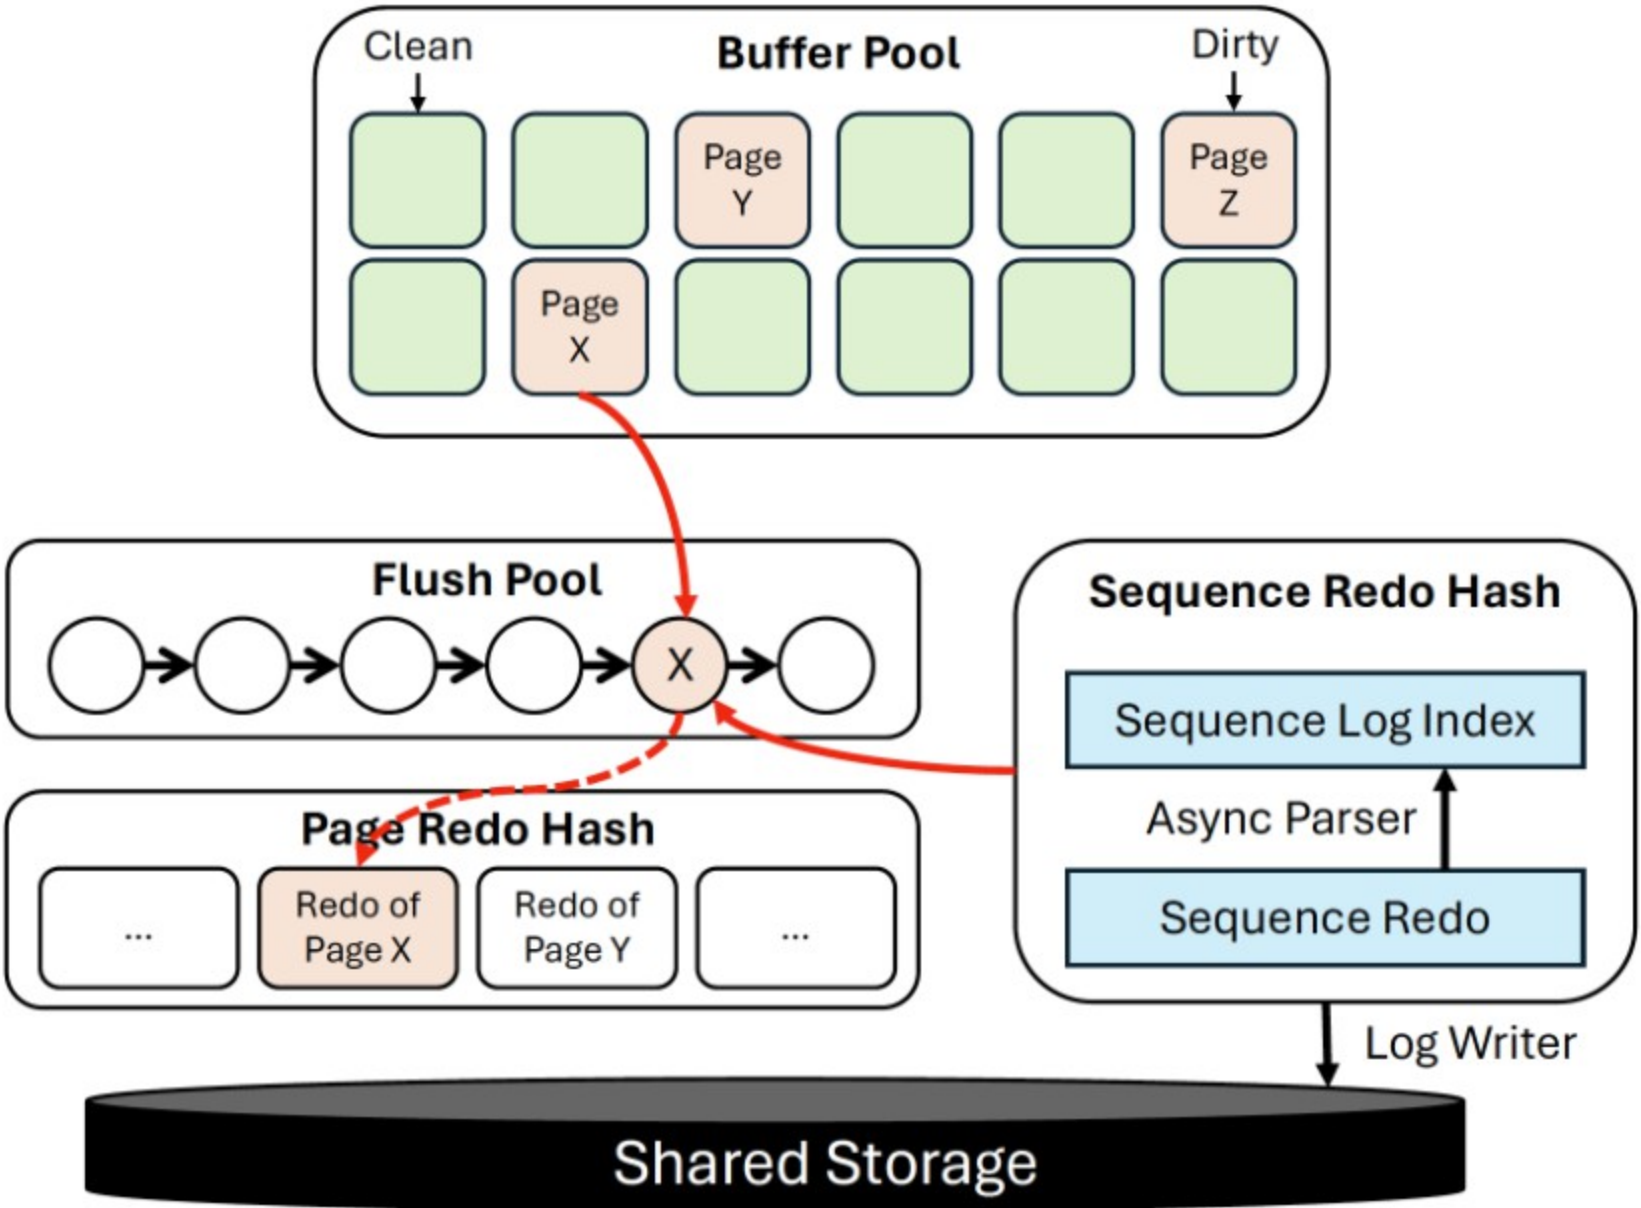 Clean
Buffer Pool
Dirty
Page
Y
Page
Z
Page
X
Flush Pool
X
Page Redo Hash
...
Redo of
Page X
Redo of
Page Y
...
Sequence Redo Hash
Sequence Log Index
Async Parser
Sequence Redo
Log Writer
Shared Storage